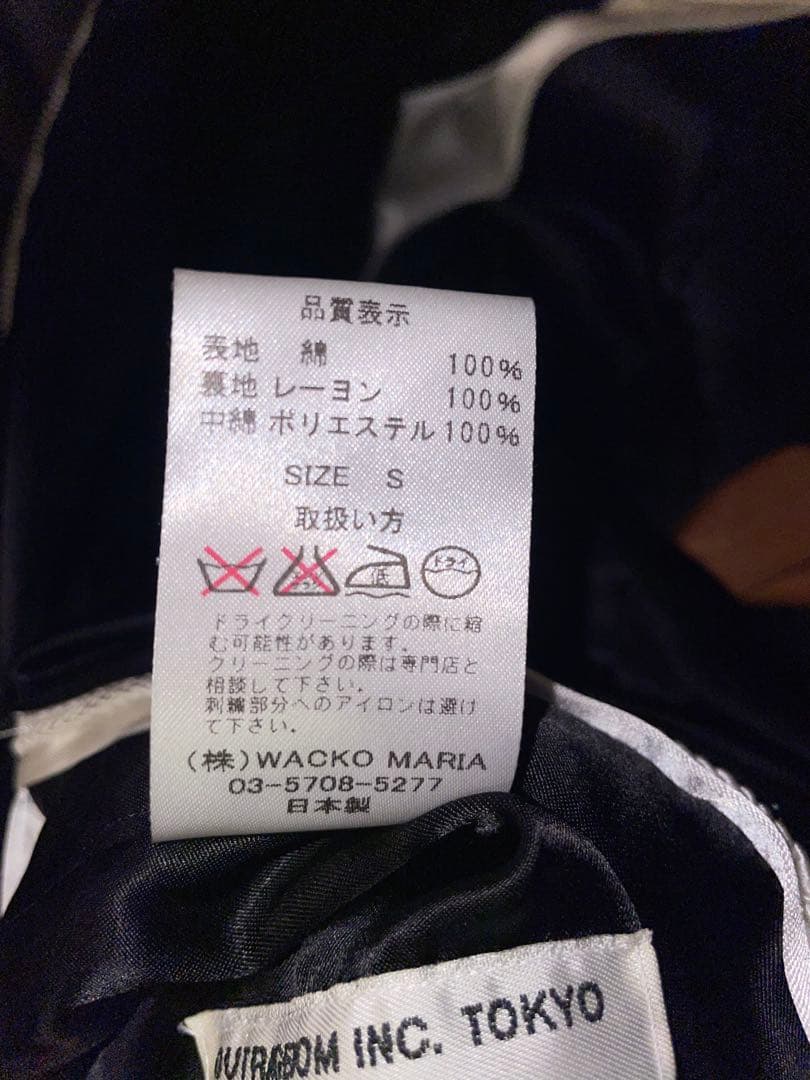 品質表示
表地 綿 100%
裏地 レーヨン 100%
中綿 ポリエステル 100%
SIZE S
取扱い方
低 ドライ
ドライクリーニングの際に縮
む可能性があります。
クリーニングの際は専門店と
相談して下さい。
刺繍部分へのアイロンは避け
て下さい。
(株)WACKO MARIA
03-5708-5277
日本製
INC. TOKYO